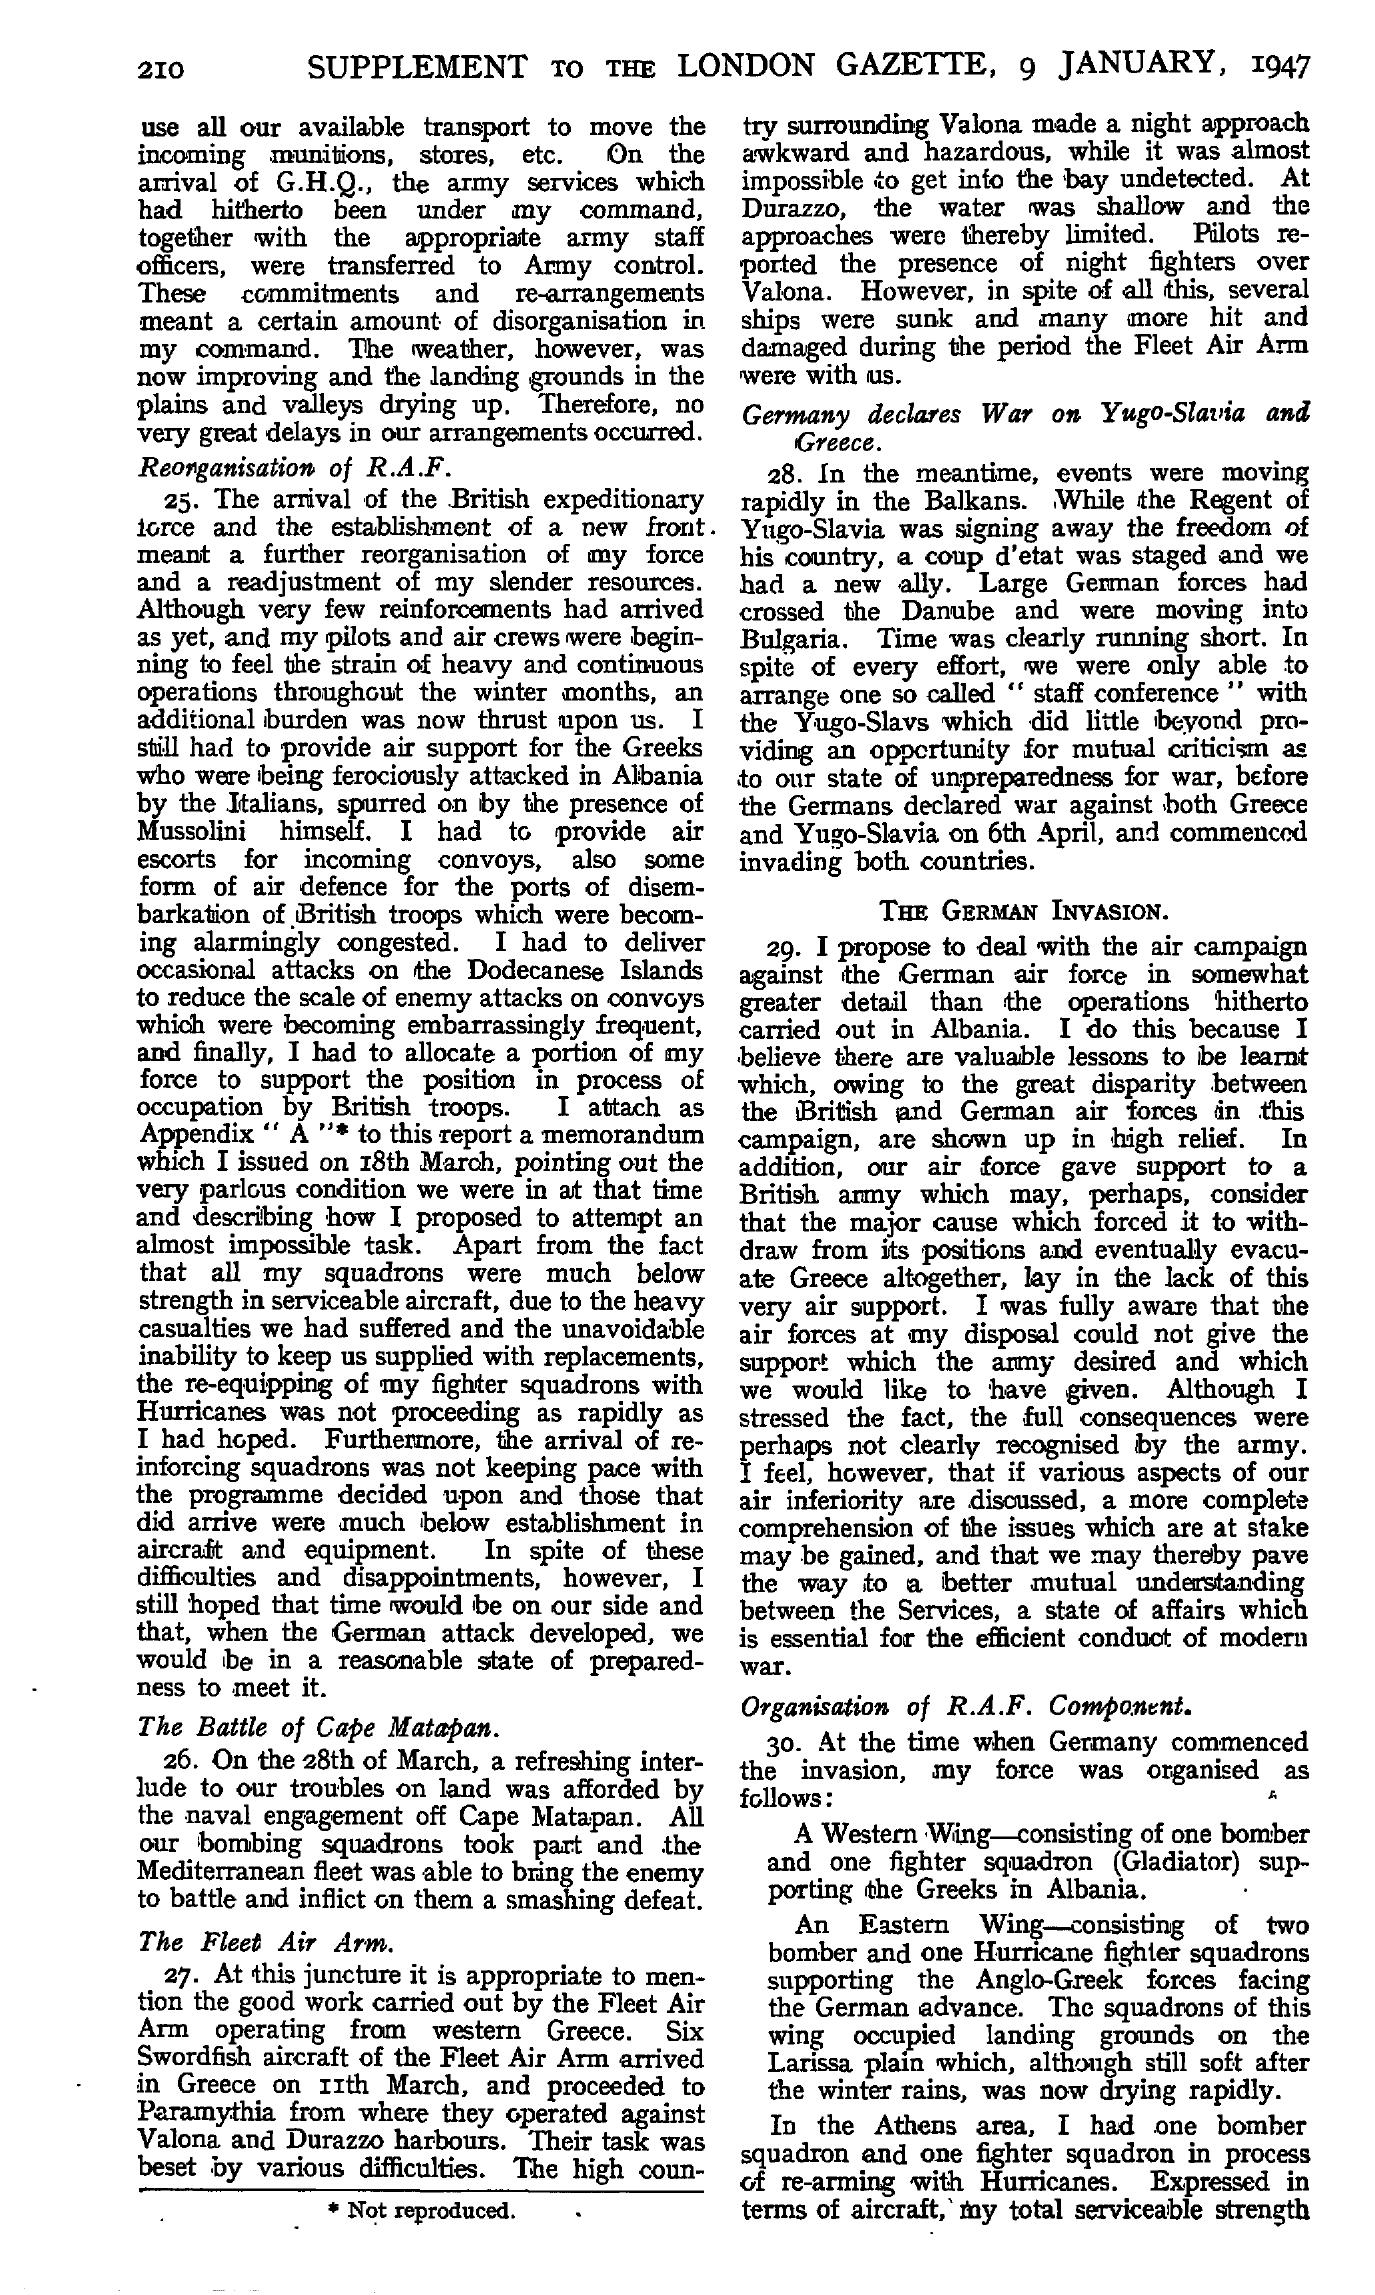 210 SUPPLEMENT TO THE LONDON GAZETTE, 9 JANUARY, 1947
use all our available transport to move the
incoming munitions, stores, etc. On the
arrival of G.H.Q., the army services which
had hitherto been under my command,
together with the appropriate army staff
officers, were transferred to Army control.
These commitments and re-arrangements
meant a certain amount of disorganisation in
my command. The weather, however, was
now improving and the landing grounds in the
plains and valleys drying up. Therefore, no
very great delays in our arrangements occurred.
Reorganisation of R.A.F.
25. The arrival of the British expeditionary
force and the establishment of a new front
meant a further reorganisation of my force
and a readjustment of my slender resources.
Although very few reinforcements had arrived
as yet, and my pilots and air crews were begin-
ning to feel the strain of heavy and continuous
operations throughout the winter months, an
additional burden was now thrust upon us. I
still had to provide air support for the Greeks
who were being ferociously attacked in Albania
by the Italians, spurred on by the presence of
Mussolini himself. I had to provide air
escorts for incoming convoys, also some
form of air defence for the ports of disem-
barkation of British troops which were becom-
ing alarmingly congested. I had to deliver
occasional attacks on the Dodecanese Islands
to reduce the scale of enemy attacks on convoys
which were becoming embarrassingly frequent,
and finally, I had to allocate a portion of my
force to support the position in process of
occupation by British troops. I attach as
Appendix " A "* to this report a memorandum
which I issued on 18th March, pointing out the
very parlous condition we were in at that time
and describing how I proposed to attempt an
almost impossible task. Apart from the fact
that all my squadrons were much below
strength in serviceable aircraft, due to the heavy
casualties we had suffered and the unavoidable
inability to keep us supplied with replacements,
the re-equipping of my fighter squadrons with
Hurricanes was not proceeding as rapidly as
I had hoped. Furthermore, the arrival of re-
inforcing squadrons was not keeping pace with
the programme decided upon and those that
did arrive were much below establishment in
aircraft and equipment. In spite of these
difficulties and disappointments, however, I
still hoped that time would be on our side and
that, when the German attack developed, we
would be in a reasonable state of prepared-
ness to meet it.
The Battle of Cape Matapan.
26. On the 28th of March, a refreshing inter-
lude to our troubles on land was afforded by
the naval engagement off Cape Matapan. All
our bombing squadrons took part and the
Mediterranean fleet was able to bring the enemy
to battle and inflict on them a smashing defeat.
The Fleet Air Arm.
27. At this juncture it is appropriate to men-
tion the good work carried out by the Fleet Air
Arm operating from western Greece. Six
Swordfish aircraft of the Fleet Air Arm arrived
in Greece on 11th March, and proceeded to
Paramythia from where they operated against
Valona and Durazzo harbours. Their task was
beset by various difficulties. The high coun-
* Not reproduced.
try surrounding Valona made a night approach
awkward and hazardous, while it was almost
impossible to get into the bay undetected. At
Durazzo, the water was shallow and the
approaches were thereby limited. Pilots re-
ported the presence of night fighters over
Valona. However, in spite of all this, several
ships were sunk and many more hit and
damaged during the period the Fleet Air Arm
were with us.
Germany declares War on Yugo-Slavia and
Greece.
28. In the meantime, events were moving
rapidly in the Balkans. While the Regent of
Yugo-Slavia was signing away the freedom of
his country, a coup d'etat was staged and we
had a new ally. Large German forces had
crossed the Danube and were moving into
Bulgaria. Time was clearly running short. In
spite of every effort, we were only able to
arrange one so called " staff conference " with
the Yugo-Slavs which did little beyond pro-
viding an opportunity for mutual criticism as
to our state of unpreparedness for war, before
the Germans declared war against both Greece
and Yugo-Slavia on 6th April, and commenced
invading both countries.
THE GERMAN INVASION.
29. I propose to deal with the air campaign
against the German air force in somewhat
greater detail than the operations hitherto
carried out in Albania. I do this because I
believe there are valuable lessons to be learnt
which, owing to the great disparity between
the British and German air forces in this
campaign, are shown up in high relief. In
addition, our air force gave support to a
British army which may, perhaps, consider
that the major cause which forced it to with-
draw from its positions and eventually evacu-
ate Greece altogether, lay in the lack of this
very air support. I was fully aware that the
air forces at my disposal could not give the
support which the army desired and which
we would like to have given. Although I
stressed the fact, the full consequences were
perhaps not clearly recognised by the army.
I feel, however, that if various aspects of our
air inferiority are discussed, a more complete
comprehension of the issues which are at stake
may be gained, and that we may thereby pave
the way to a better mutual understanding
between the Services, a state of affairs which
is essential for the efficient conduct of modern
war.
Organisation of R.A.F. Component.
30. At the time when Germany commenced
the invasion, my force was organised as
follows:
A Western Wing—consisting of one bomber
and one fighter squadron (Gladiator) sup-
porting the Greeks in Albania.
An Eastern Wing—consisting of two
bomber and one Hurricane fighter squadrons
supporting the Anglo-Greek forces facing
the German advance. The squadrons of this
wing occupied landing grounds on the
Larissa plain which, although still soft after
the winter rains, was now drying rapidly.
In the Athens area, I had one bomber
squadron and one fighter squadron in process
of re-arming with Hurricanes. Expressed in
terms of aircraft, my total serviceable strength